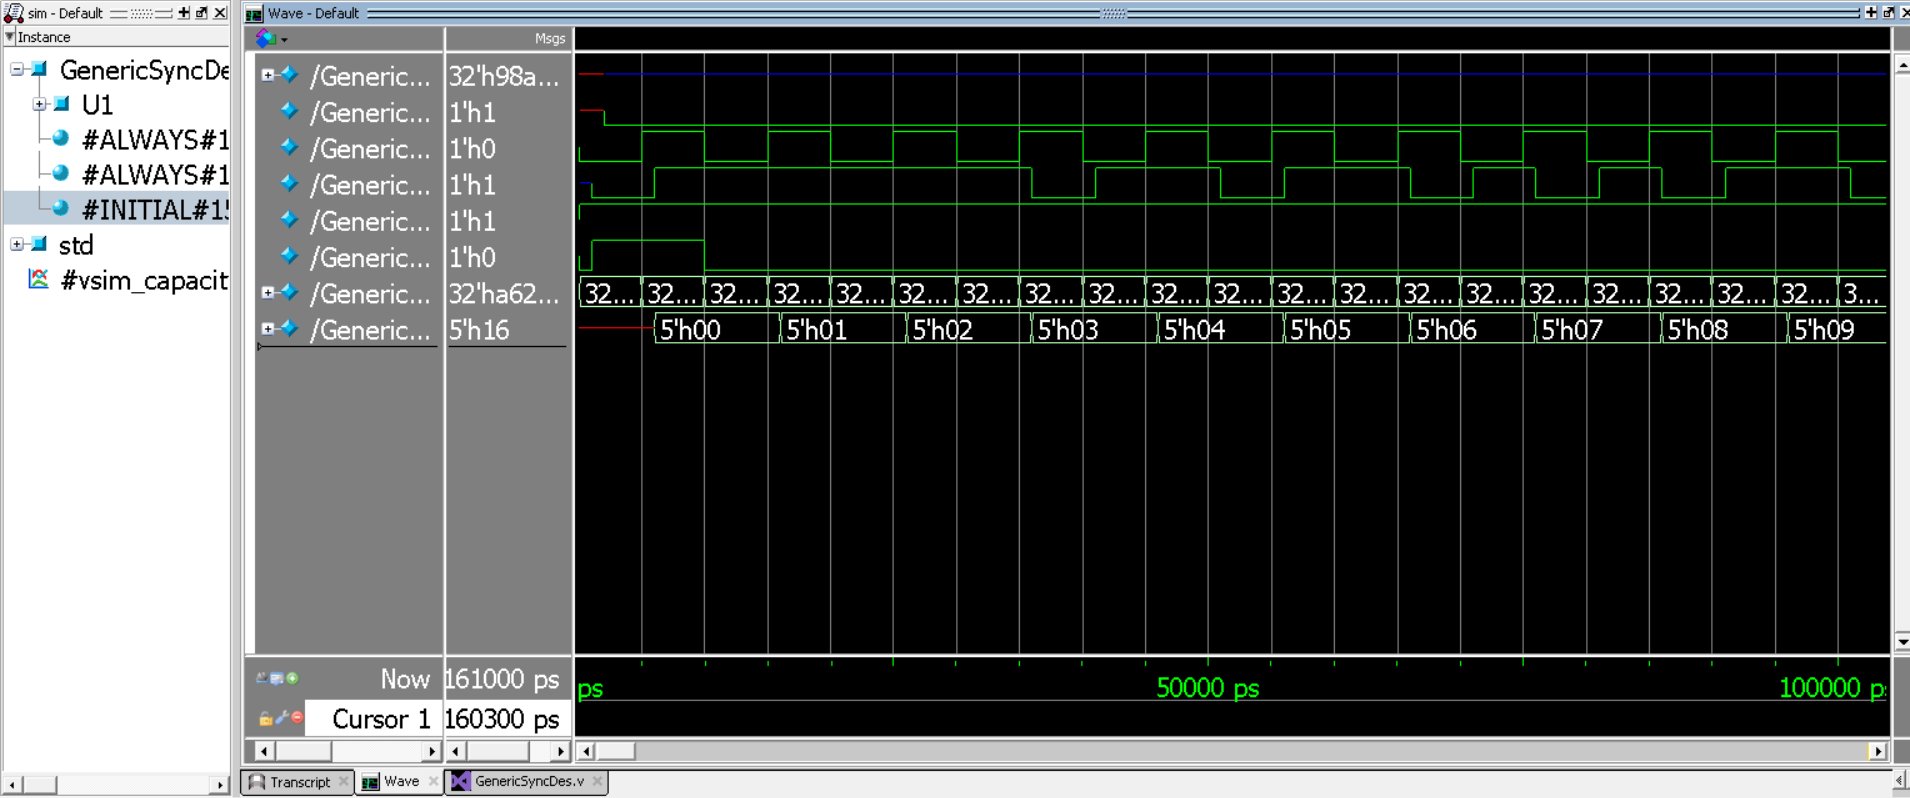 sim - Default
Instance
GenericSyncDe
U1
#ALWAYS#1
#ALWAYS#1
#INITIAL#1
std
#vsim_capacit
Wave - Default
Msgs
/Generic... 32'h98a...
/Generic... 1'h1
/Generic... 1'h0
/Generic... 1'h1
/Generic... 1'h1
/Generic... 1'h0
/Generic... 32'ha62... 32... 32... 32... 32... 32... 32... 32... 32... 32... 32... 32... 32... 32... 32... 32... 32... 32... 32... 32... 32... 3...
/Generic... 5'h16 5'h00 5'h01 5'h02 5'h03 5'h04 5'h05 5'h06 5'h07 5'h08 5'h09
Now 161000 ps ps 50000 ps 100000 p
Cursor 1 160300 ps
Transcript Wave GenericSyncDes.v